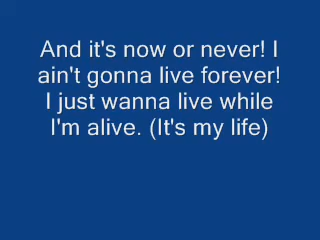 And it's now or never! I
ain't gonna live forever!
I just wanna live while
I'm alive. (It's my life)